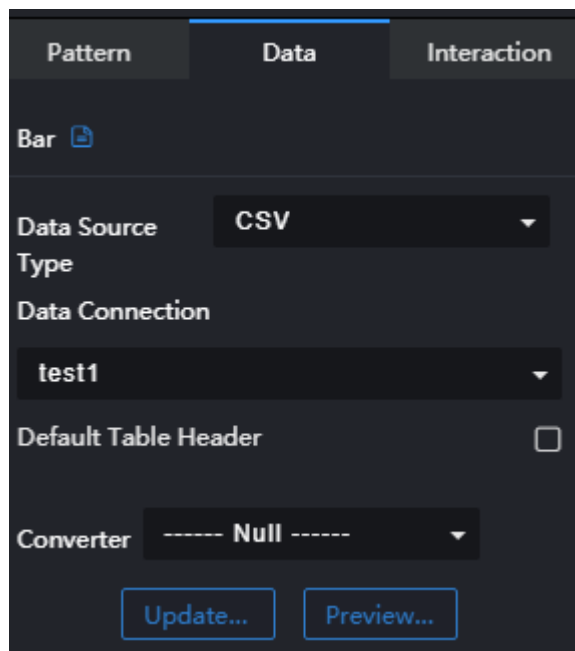 Pattern Data Interaction
Bar
Data Source CSV
Type
Data Connection
test1
Default Table Header
Converter ------ Null ------
Update... Preview...